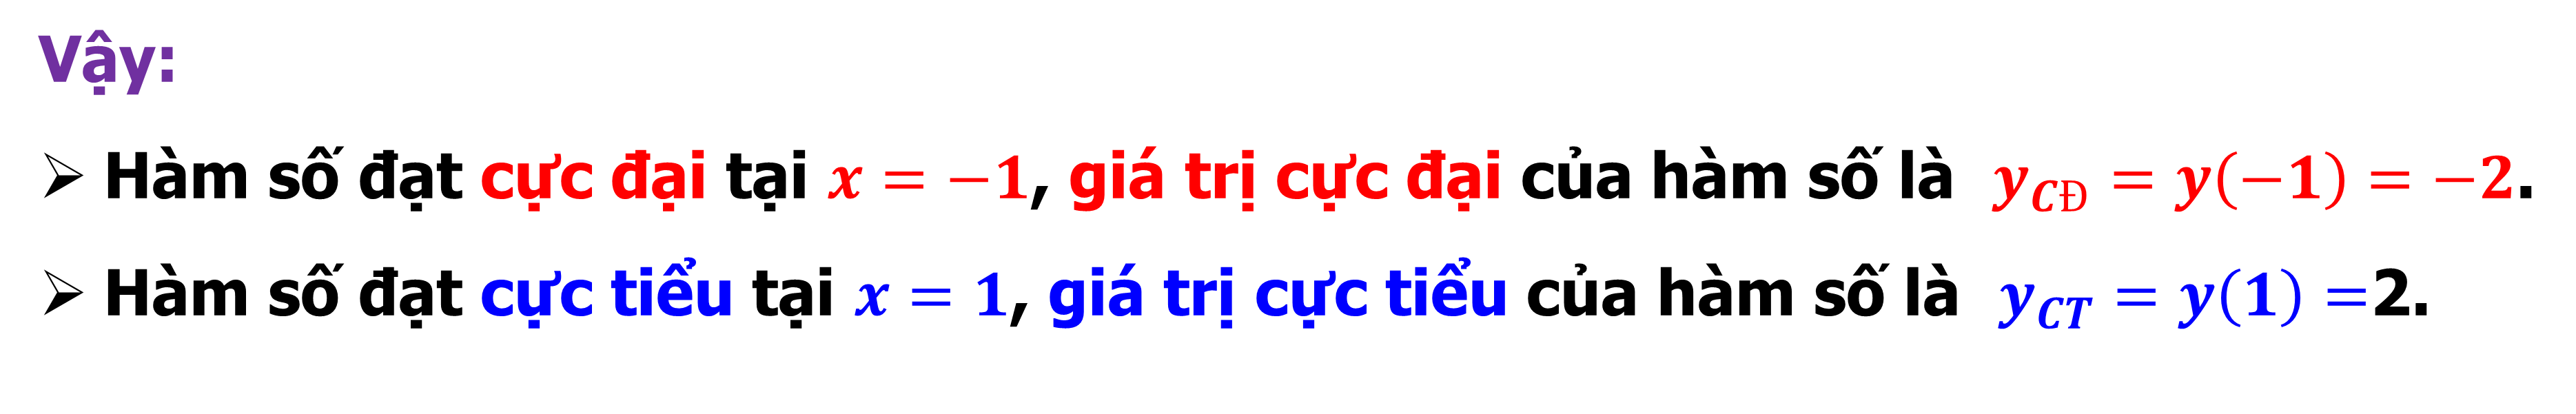 Vậy:
➢ Hàm số đạt cực đại tại x = −1, giá trị cực đại của hàm số là y_CĐ = y(−1) = −2.
➢ Hàm số đạt cực tiểu tại x = 1, giá trị cực tiểu của hàm số là y_CT = y(1) =2.